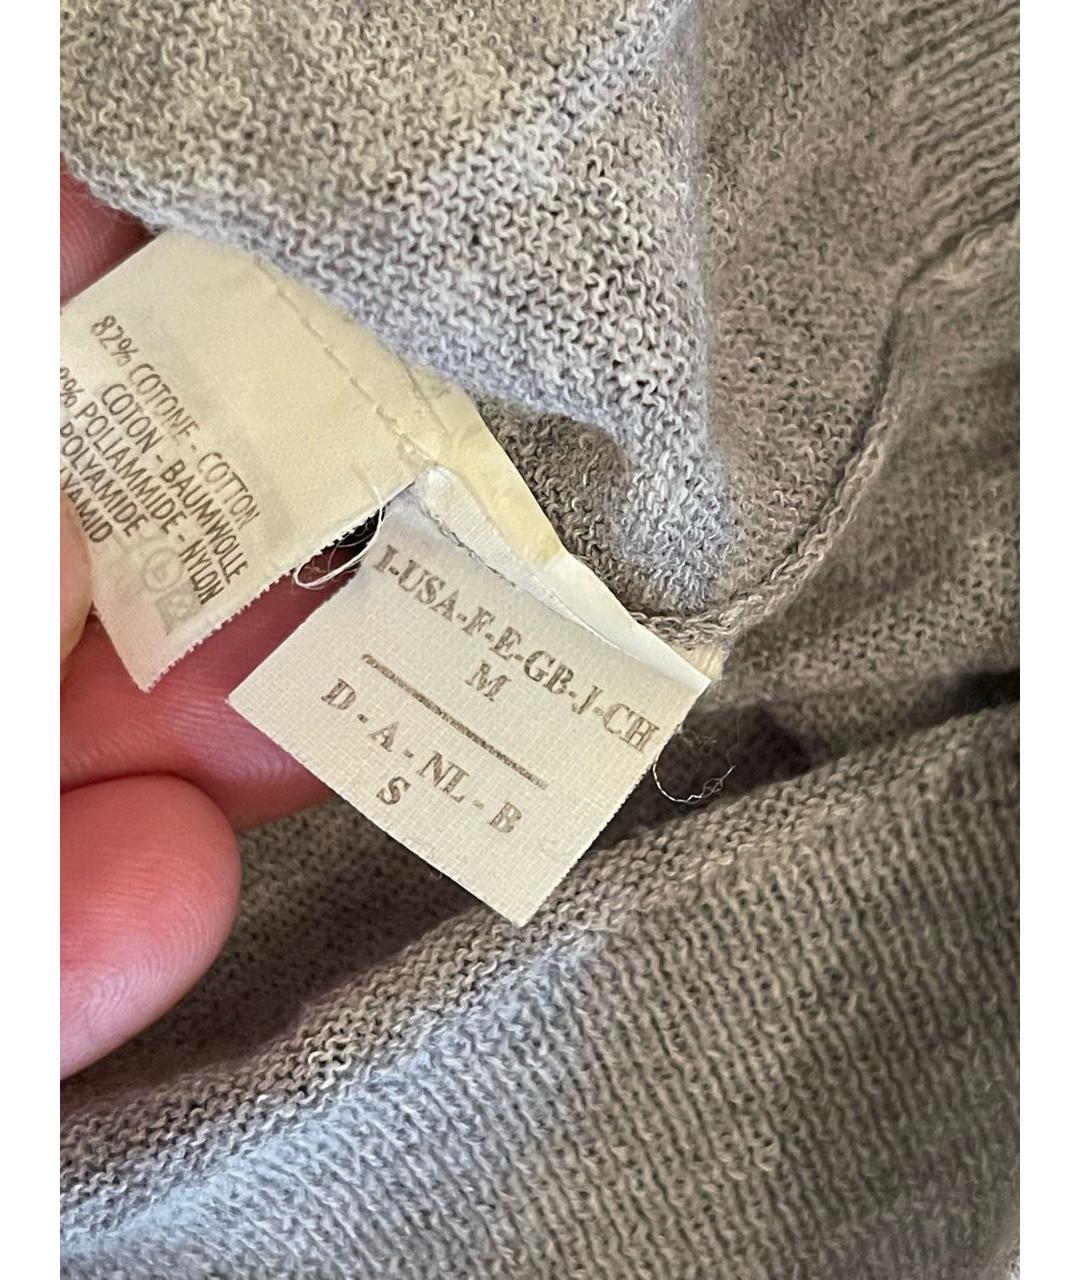 82% COTONE - COTTON
COTON - BAUMWOLLE
% POLIAMMIDE - NYLON
POLYAMIDE
I-USA-F-E-GB-J-CH
M
D - A - NL - B
S